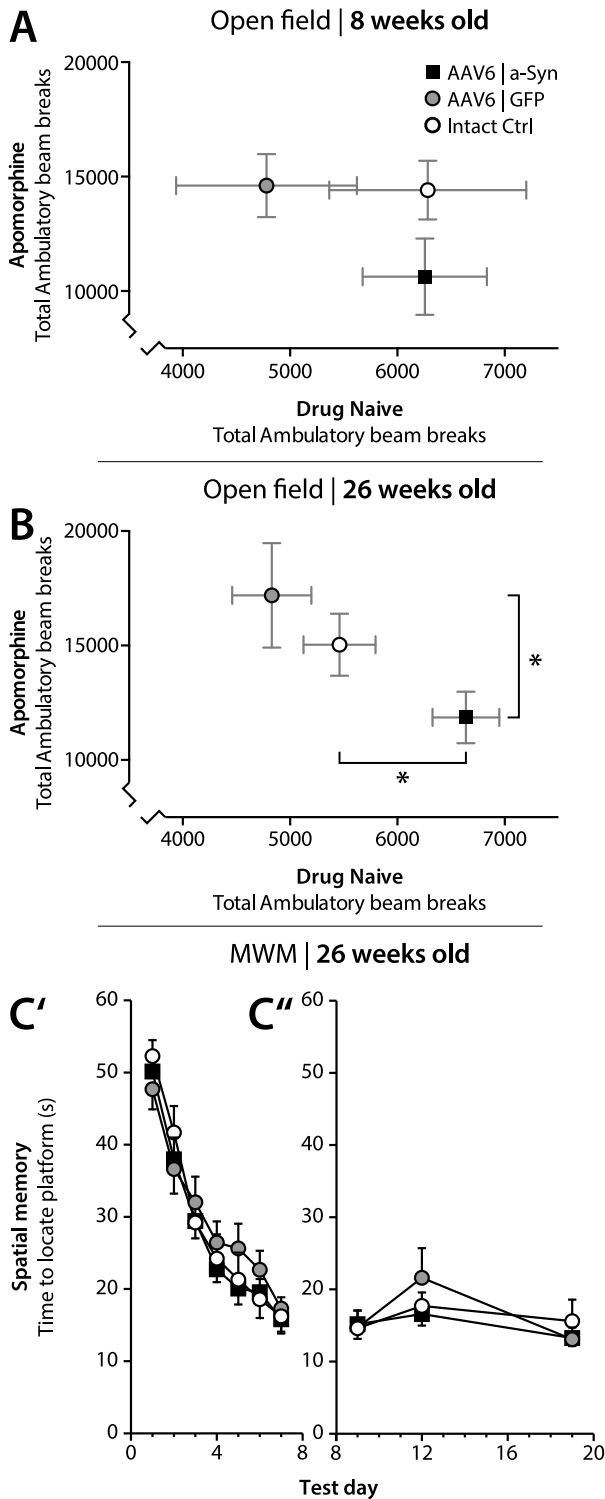 A
Open field | 8 weeks old
20000
15000
10000
Apomorphine
Total Ambulatory beam breaks
AAV6 | a-Syn
AAV6 | GFP
Intact Ctrl
4000 5000 6000 7000
Drug Naive
Total Ambulatory beam breaks
B
Open field | 26 weeks old
20000
15000
10000
Apomorphine
Total Ambulatory beam breaks
*
*
4000 5000 6000 7000
Drug Naive
Total Ambulatory beam breaks
MWM | 26 weeks old
C‘
60
50
40
30
20
10
0
Spatial memory
Time to locate platform (s)
0 4 8
C“
60
50
40
30
20
10
0
8 12 16 20
Test day